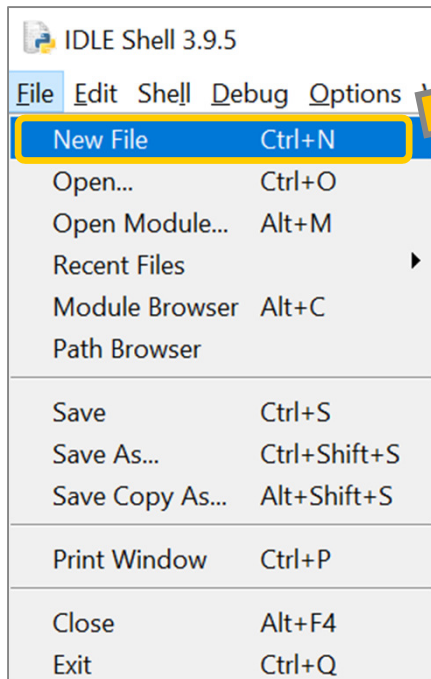 IDLE Shell 3.9.5
File Edit Shell Debug Options
New File Ctrl+N
Open... Ctrl+O
Open Module... Alt+M
Recent Files
Module Browser Alt+C
Path Browser
Save Ctrl+S
Save As... Ctrl+Shift+S
Save Copy As... Alt+Shift+S
Print Window Ctrl+P
Close Alt+F4
Exit Ctrl+Q